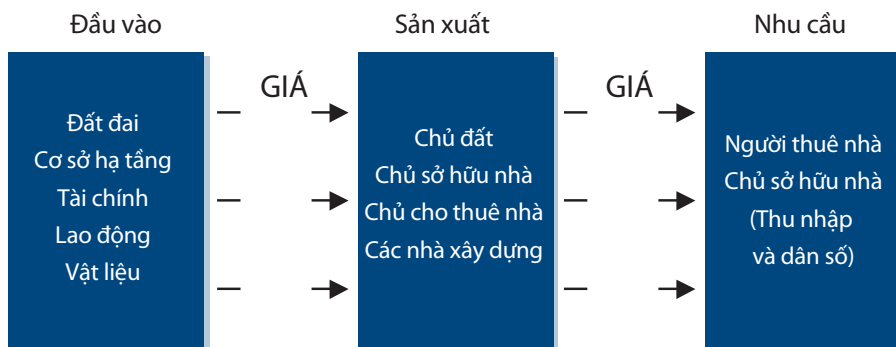 Đầu vào
Sản xuất
Nhu cầu
Đất đai
Cơ sở hạ tầng
Tài chính
Lao động
Vật liệu
GIÁ
Chủ đất
Chủ sở hữu nhà
Chủ cho thuê nhà
Các nhà xây dựng
GIÁ
Người thuê nhà
Chủ sở hữu nhà
(Thu nhập
và dân số)